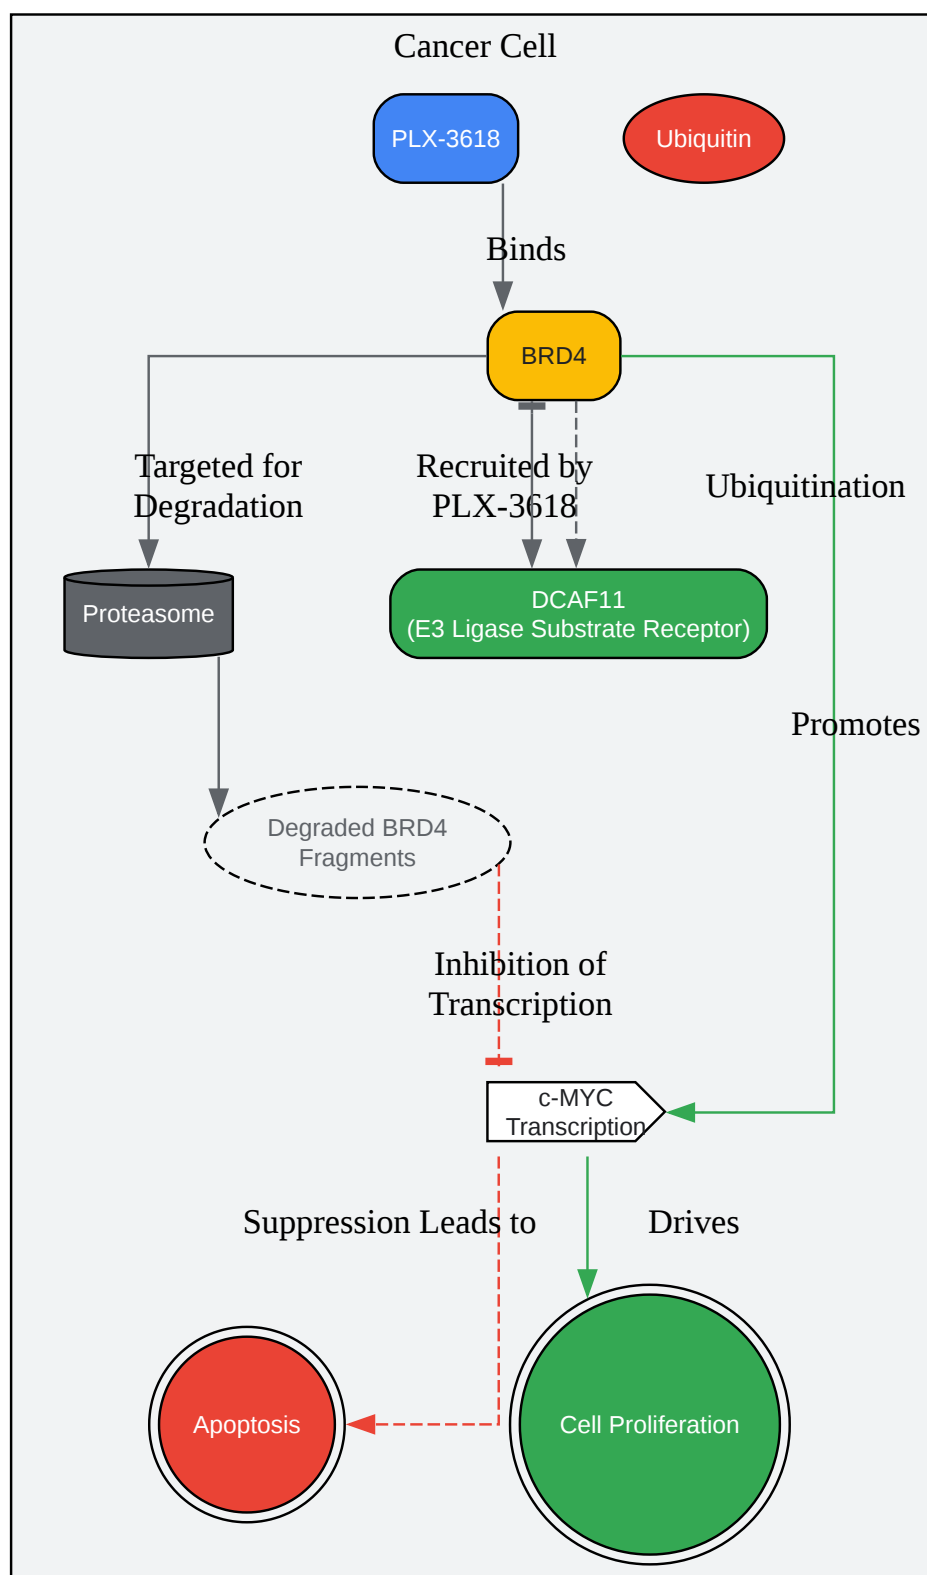 Cancer Cell
PLX-3618
Ubiquitin
Binds
BRD4
Targeted for
Degradation
Recruited by
PLX-3618
Ubiquitination
Proteasome
DCAF11
(E3 Ligase Substrate Receptor)
Promotes
Degraded BRD4
Fragments
Inhibition of
Transcription
c-MYC
Transcription
Suppression Leads to
Drives
Apoptosis
Cell Proliferation